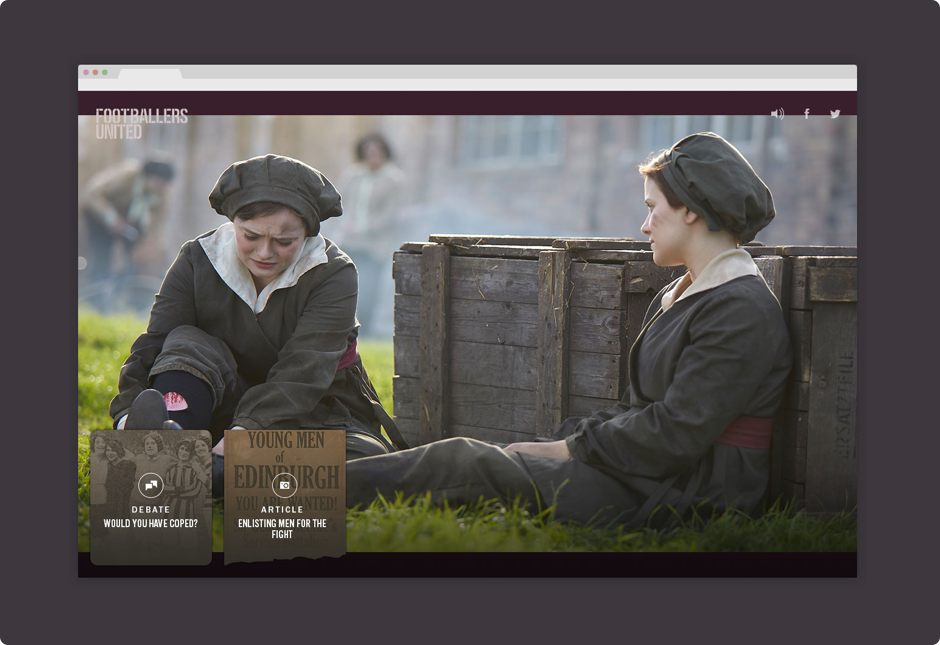 FOOTBALLERS
UNITED
YOUNG MEN
of
EDINBURGH
YOU ARE WANTED!
DEBATE
WOULD YOU HAVE COPED?
ARTICLE
ENLISTING MEN FOR THE
FIGHT